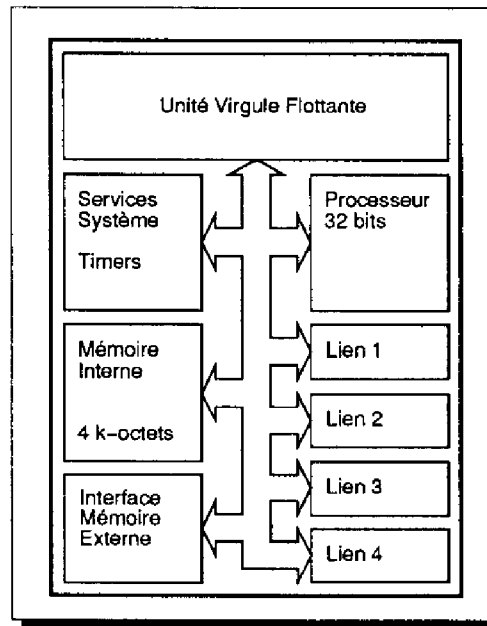 Unité Virgule Flottante
Services
Système
Timers
Processeur
32 bits
Mémoire
Interne
4 k-octets
Interface
Mémoire
Externe
Lien 1
Lien 2
Lien 3
Lien 4